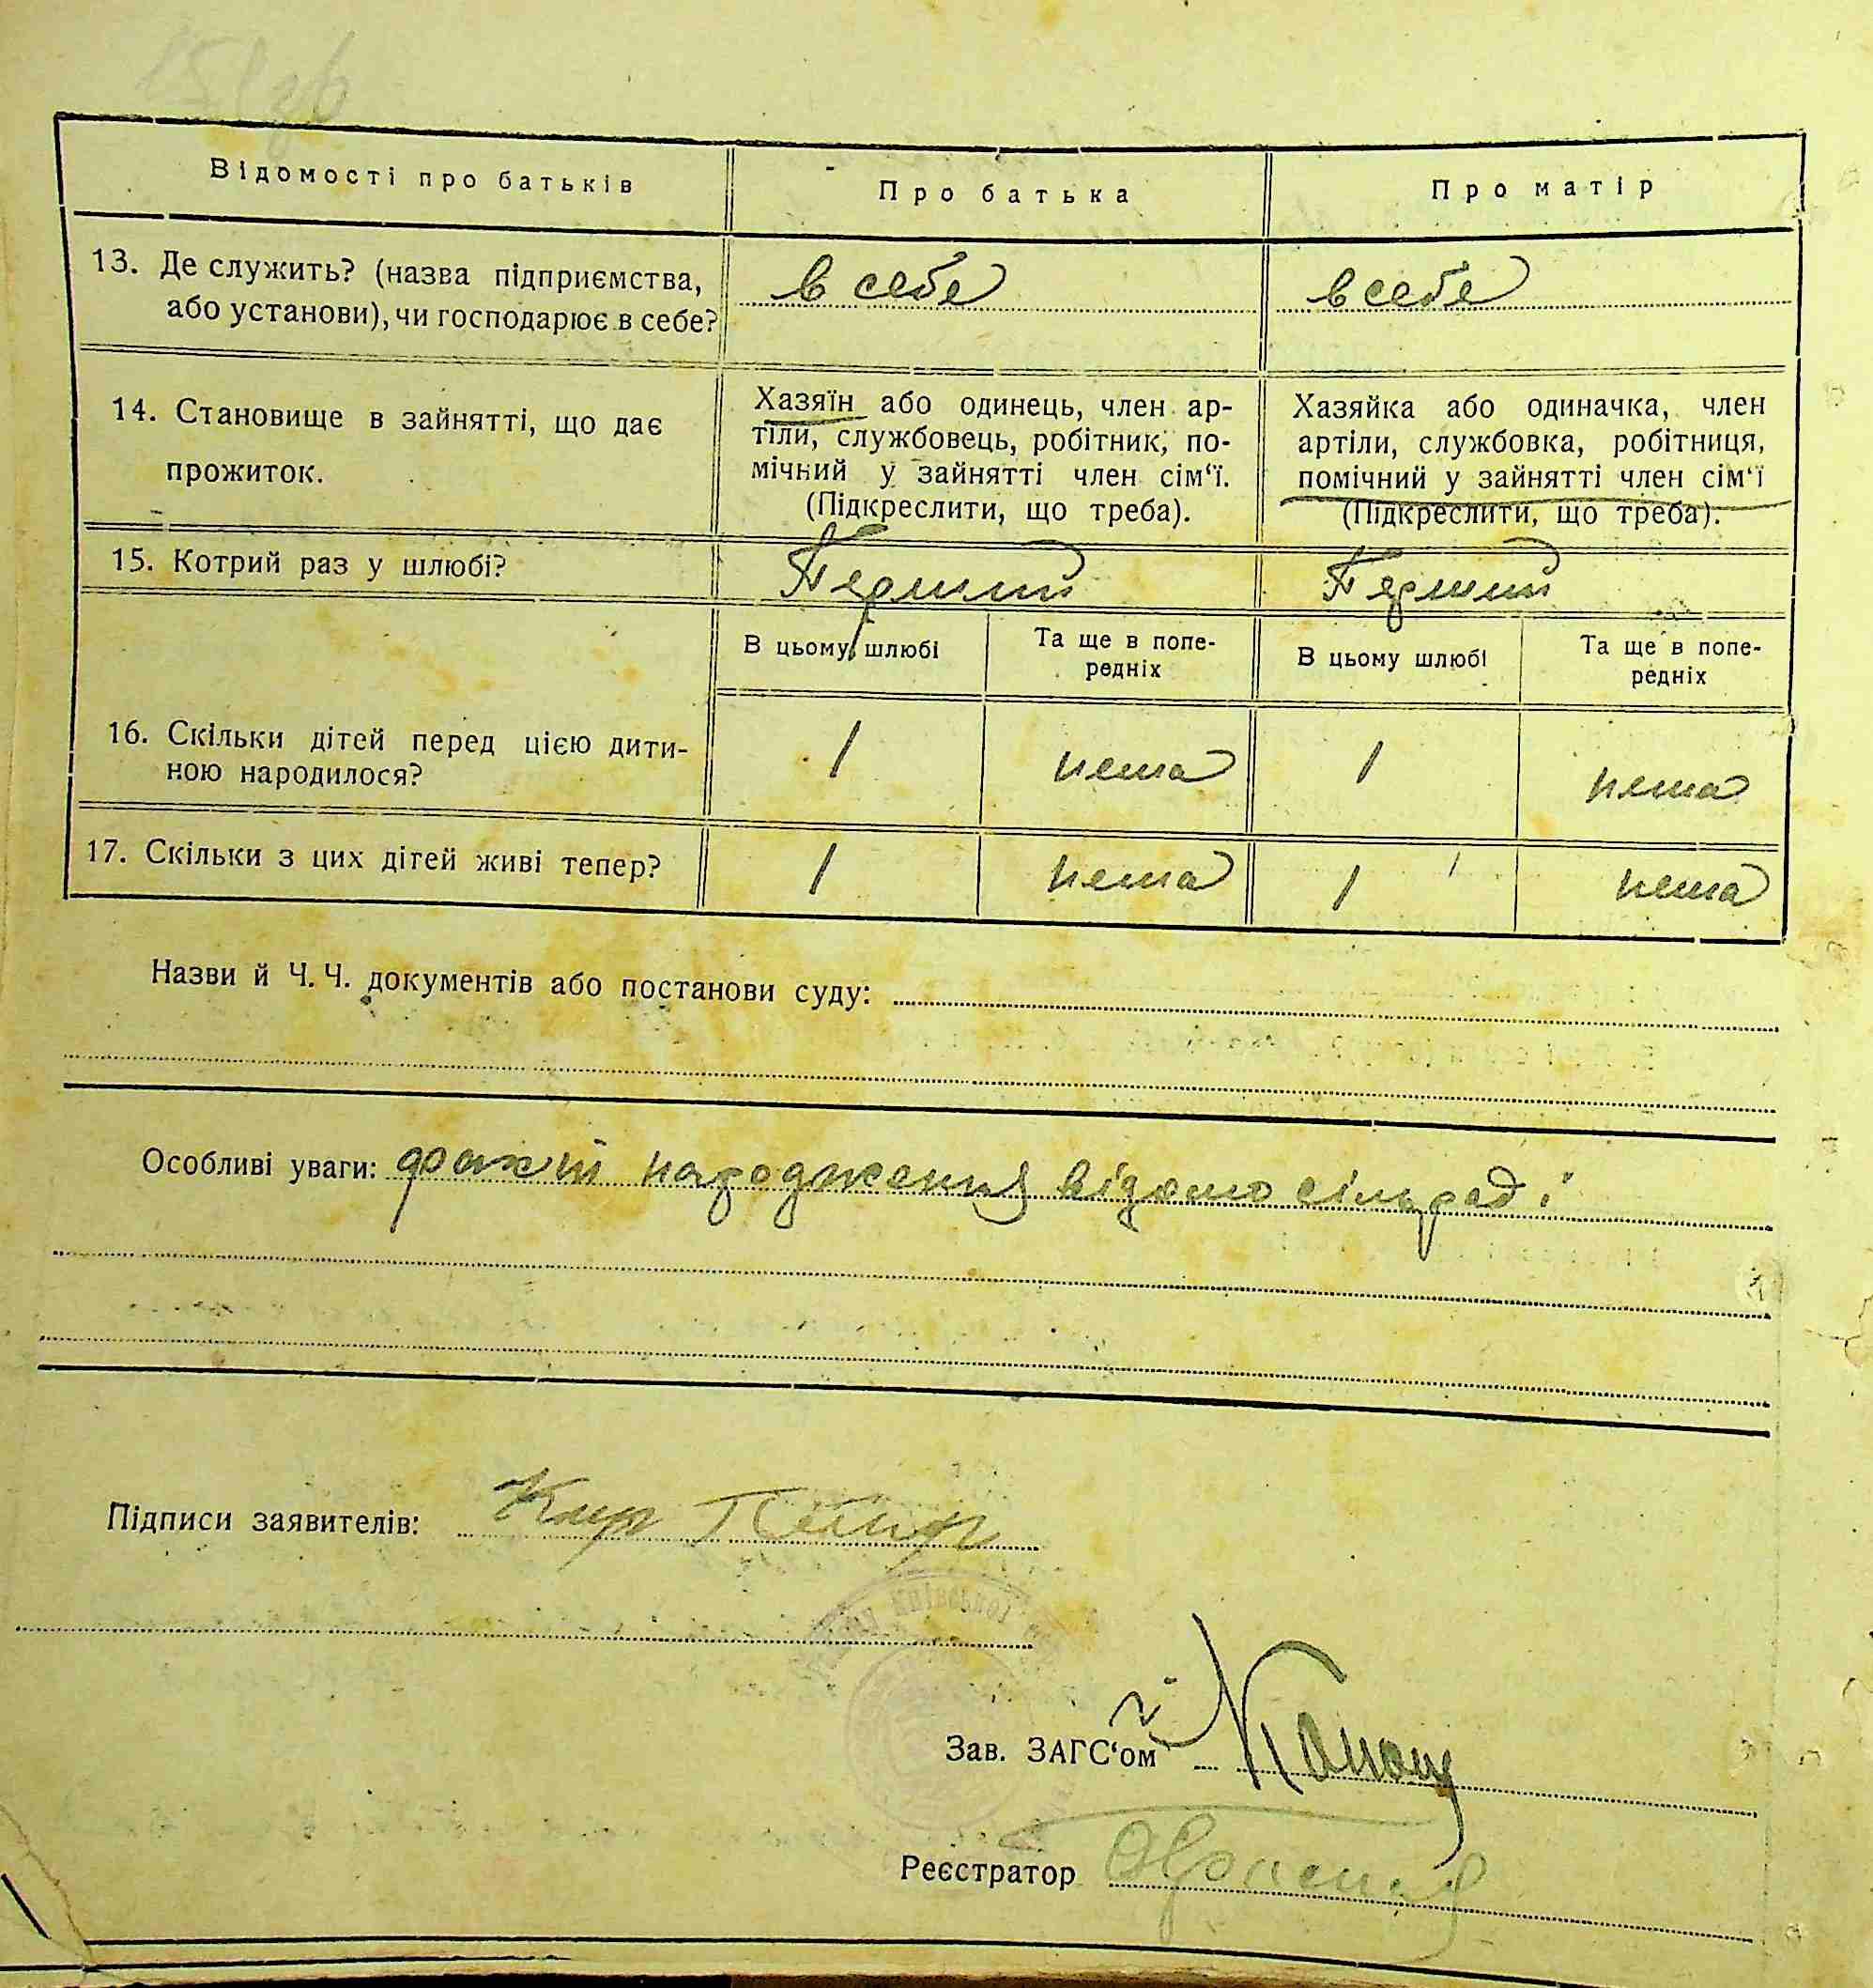 Відомості про батьків
Про батька
Про матір
13. Де служить? (назва підприємства,
або установи), чи господарює в себе?
в себе
в себе
14. Становище в зайнятті, що дає
прожиток.
Хазяїн або одинець, член ар-
тіли, службовець, робітник, по-
мічний у зайнятті член сім‘ї.
(Підкреслити, що треба).
Хазяйка або одиначка, член
артіли, службовка, робітниця,
помічний у зайнятті член сім‘ї
(Підкреслити, що треба).
15. Котрий раз у шлюбі?
Перший
Перший
В цьому шлюбі
Та ще в попе-
редніх
В цьому шлюбі
Та ще в попе-
редніх
16. Скільки дітей перед цією дити-
ною народилося?
1
нема
1
нема
17. Скільки з цих дітей живі тепер?
1
нема
1
нема
Назви й Ч. Ч. документів або постанови суду:
Особливі уваги: факт народження відомо сільраді
Підписи заявителів:
Київської
Зав. ЗАГС‘ом
Реєстратор